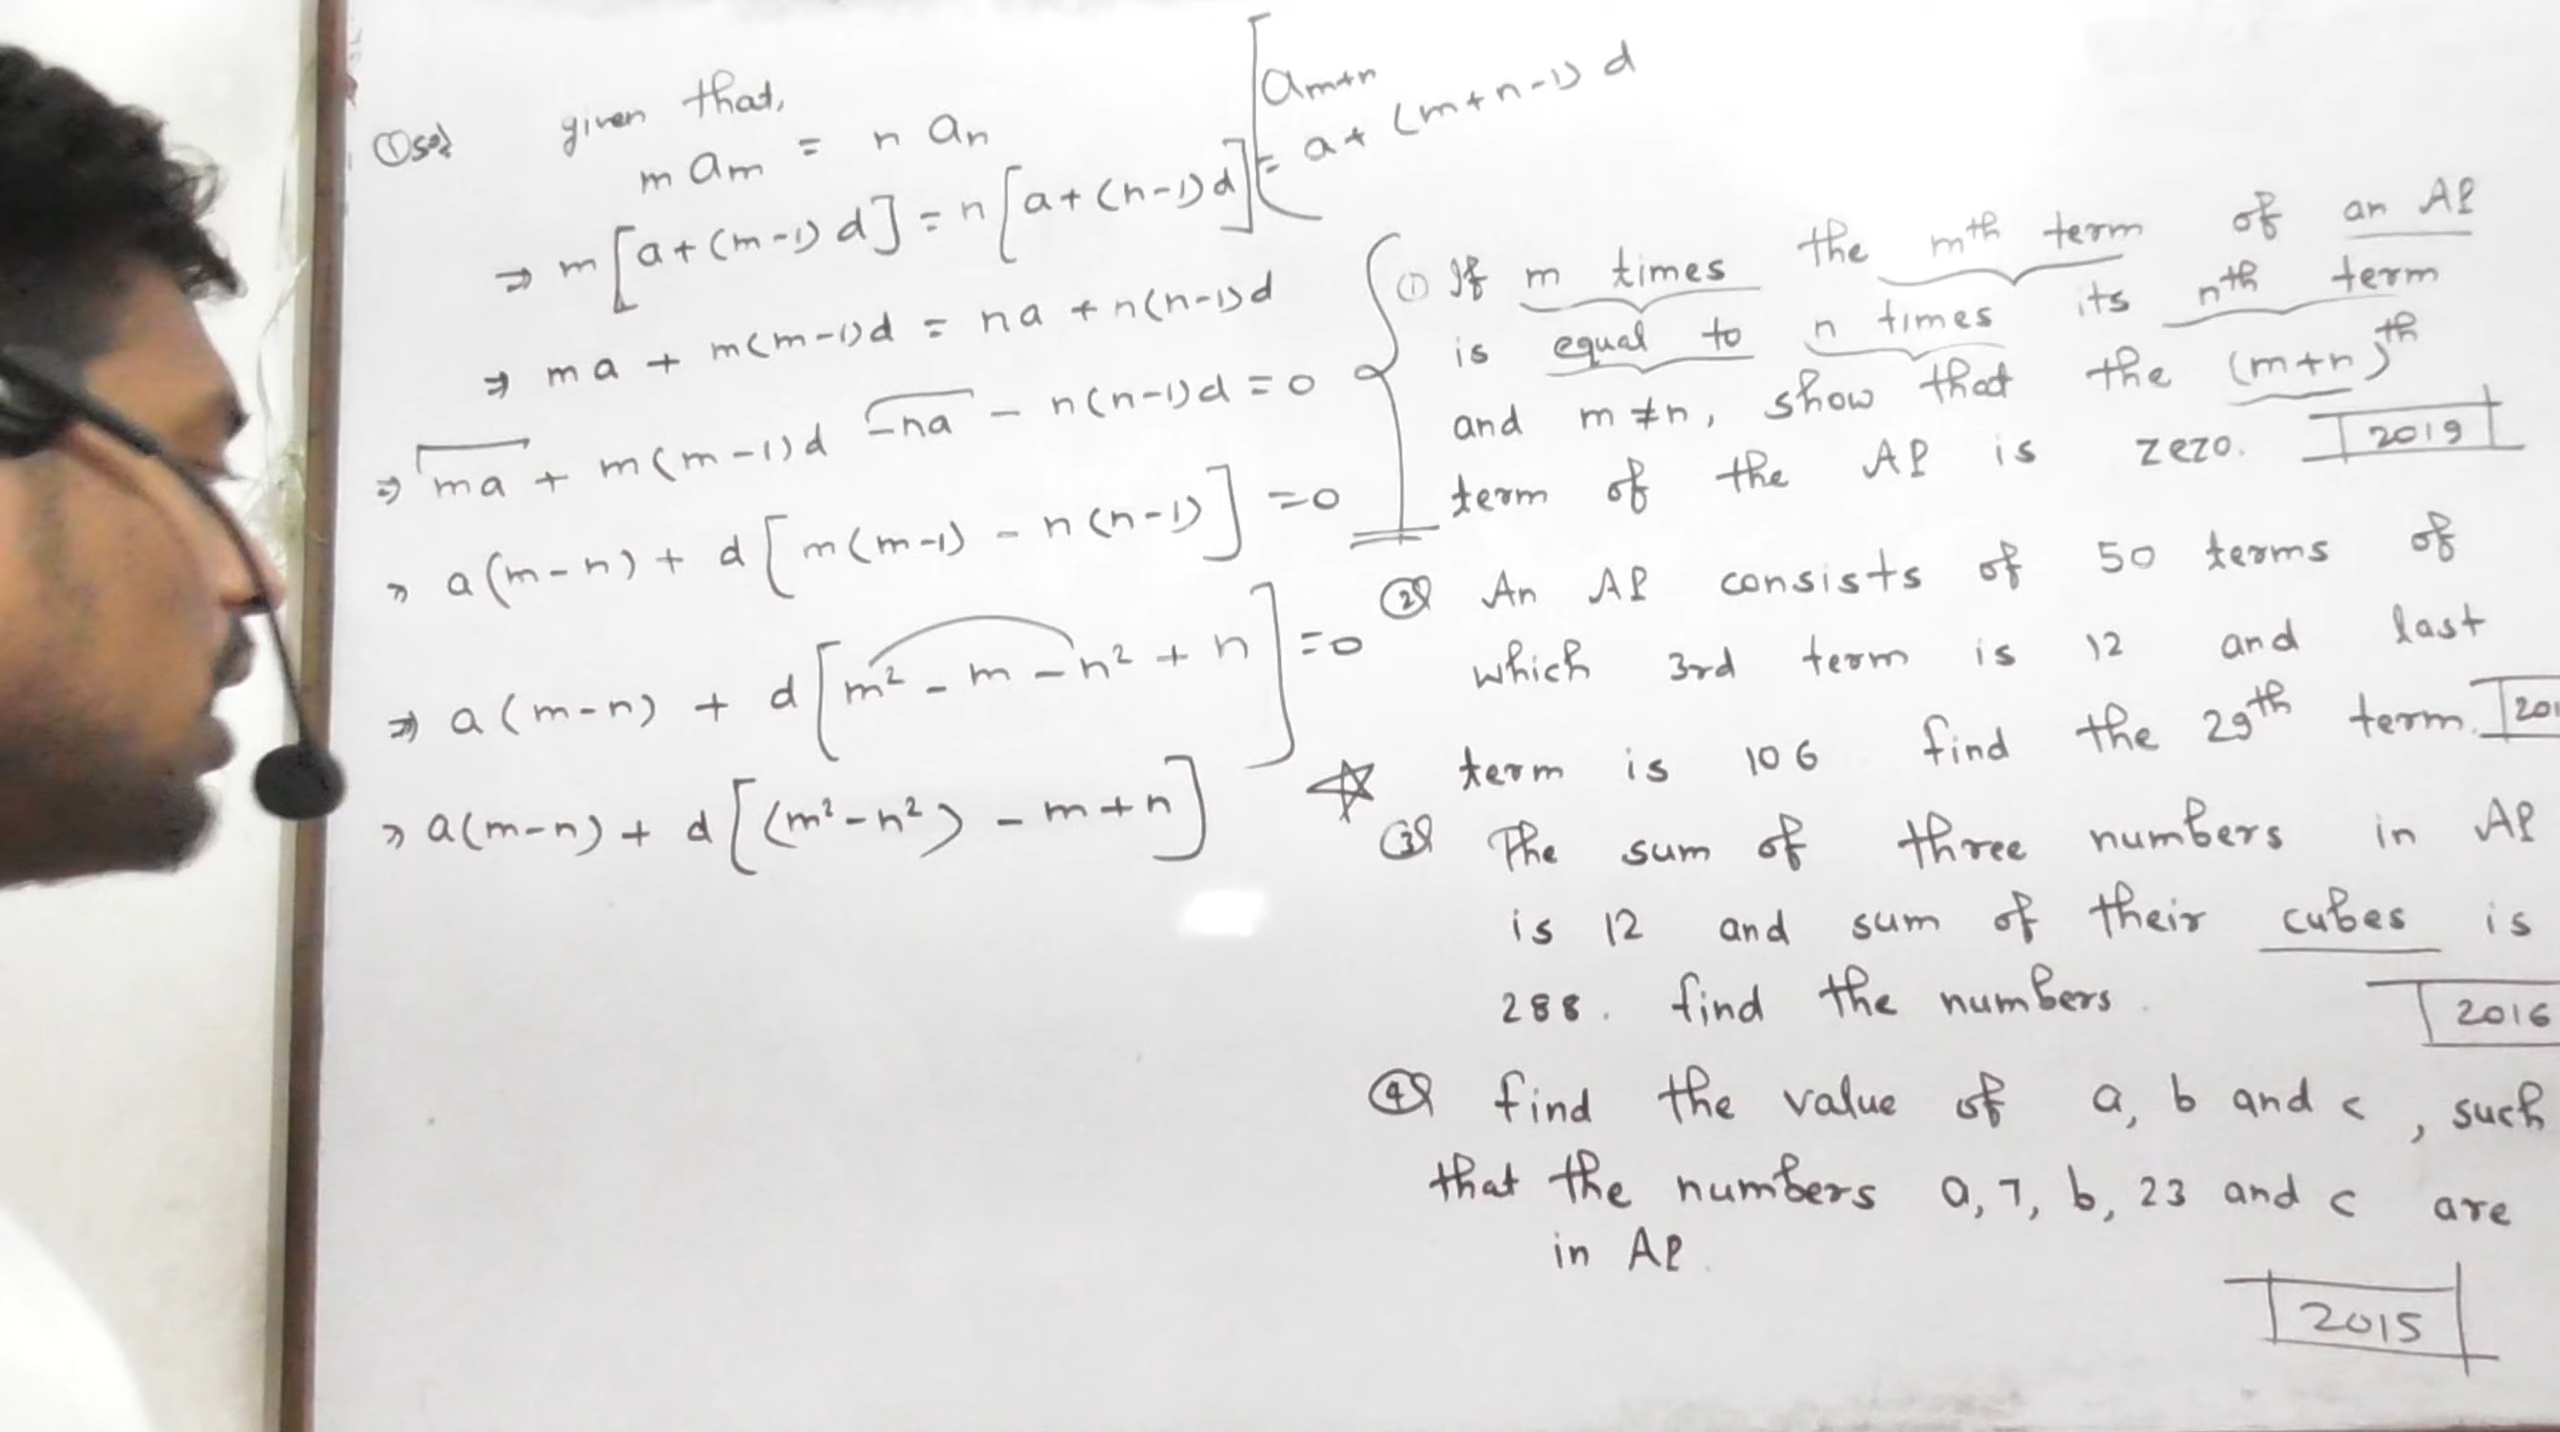 ① Sol given that,
m am = n an
⇒ m[a+(m-1)d] = n[a+(n-1)d]
⇒ ma + m(m-1)d = na + n(n-1)d
⇒ ma + m(m-1)d -na - n(n-1)d = 0
⇒ a(m-n) + d[m(m-1) - n(n-1)] = 0
⇒ a(m-n) + d[m² - m - n² + n] = 0
⇒ a(m-n) + d[(m²-n²) - m+n]
am+n
= a + (m+n-1) d
① If m times the mth term of an AP
is equal to n times its nth term
and m ≠ n, show that the (m+n)th
term of the AP is zero. 2019
② An AP consists of 50 terms of
which 3rd term is 12 and last
term is 106 find the 29th term. 201
③ The sum of three numbers in AP
is 12 and sum of their cubes is
288. find the numbers.
2016
④ find the value of a, b and c, such
that the numbers a, 7, b, 23 and c are
in AP.
2015